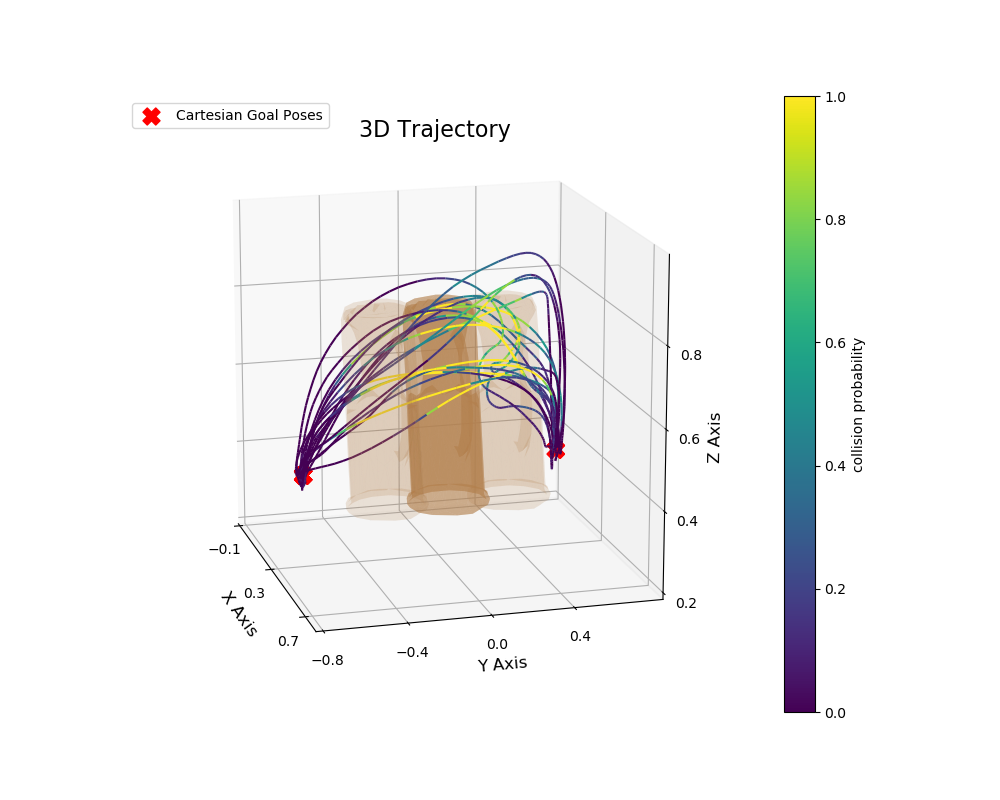 Cartesian Goal Poses
3D Trajectory
1.0
0.8
0.6
0.4
0.2
0.0
collision probability
0.8
0.6
0.4
0.2
Z Axis
−0.1
0.3
0.7
X Axis
−0.8
−0.4
0.0
0.4
Y Axis